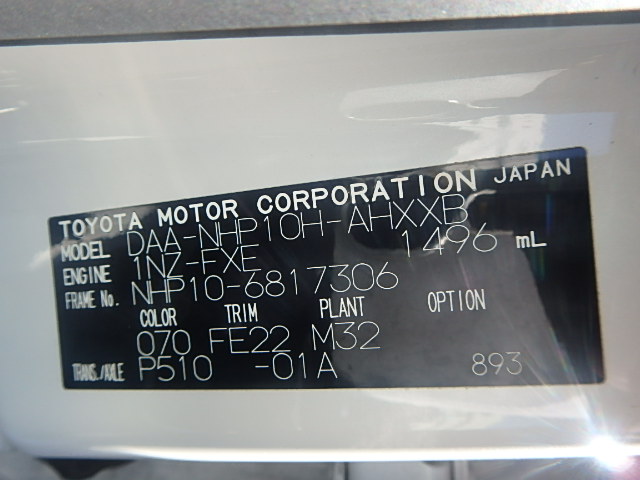 TOYOTA MOTOR CORPORATION JAPAN
MODEL DAA-NHP10H-AHXXB
ENGINE 1NZ-FXE 1496 mL
FRAME No. NHP10-6817306
COLOR TRIM PLANT OPTION
070 FE22 M32
TRANS./AXLE P510 -01A 893